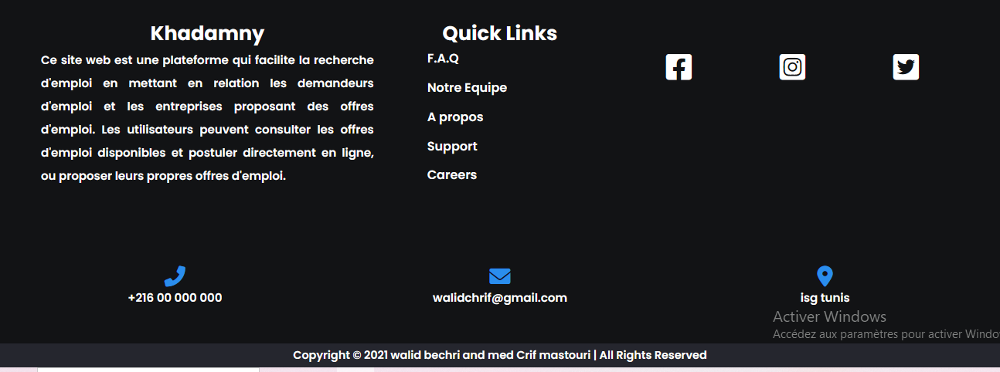 Khadamny
Ce site web est une plateforme qui facilite la recherche
d'emploi en mettant en relation les demandeurs
d'emploi et les entreprises proposant des offres
d'emploi. Les utilisateurs peuvent consulter les offres
d'emploi disponibles et postuler directement en ligne,
ou proposer leurs propres offres d'emploi.
Quick Links
F.A.Q
Notre Equipe
A propos
Support
Careers
+216 00 000 000
walidchrif@gmail.com
isg tunis
Activer Windows
Accédez aux paramètres pour activer
Copyright © 2021 walid bechri and med Crif mastouri | All Rights Reserved